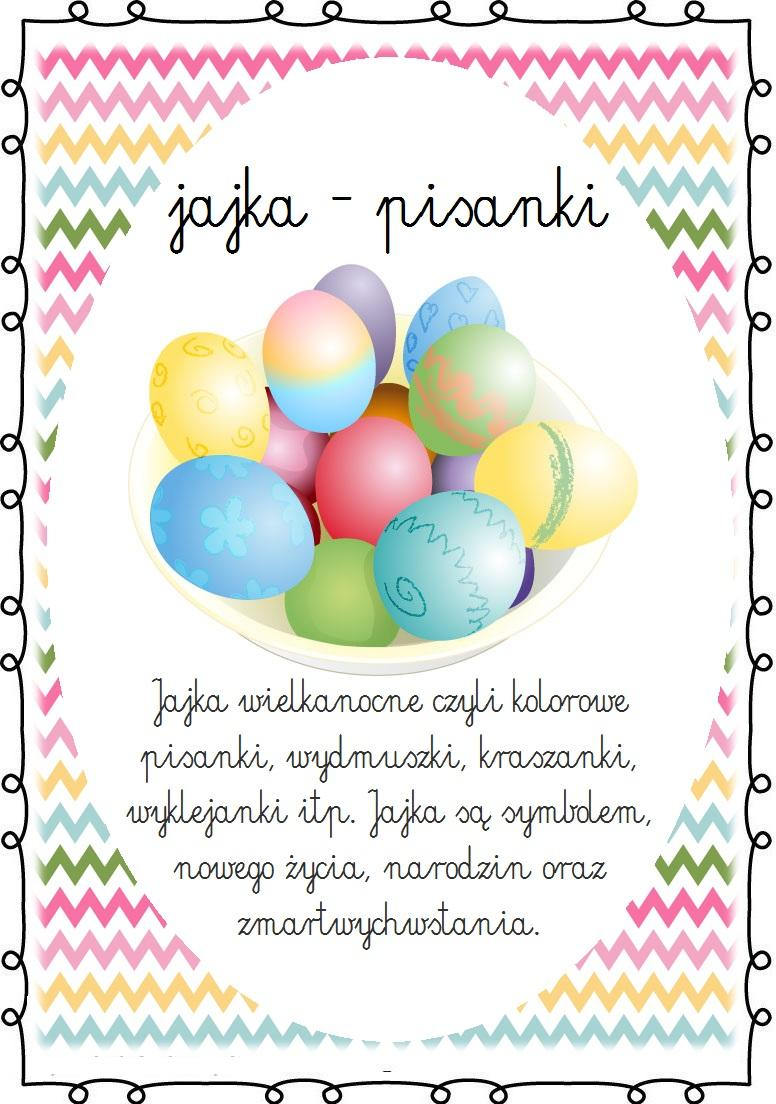 jajka - pisanki
Jajka wielkanocne czyli kolorowe
pisanki, wydmuszki, kraszanki,
wyklejanki itp. Jajka są symbolem,
nowego życia, narodzin oraz
zmartwychwstania.